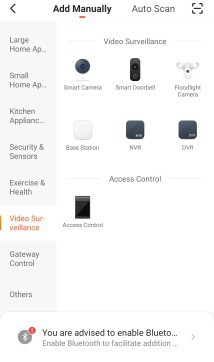 Add Manually
Auto Scan
Large
Home Ap...
Small
Home Ap...
Kitchen
Applianc...
Security &
Sensors
Exercise &
Health
Video Sur-
veillance
Gateway
Control
Others
Video Surveillance
Smart Camera
Smart Doorbell
Floodlight
Camera
Base Station
NVR
DVR
Access Control
Access Control
You are advised to enable Blueto...
Enable Bluetooth to facilitate addition ...